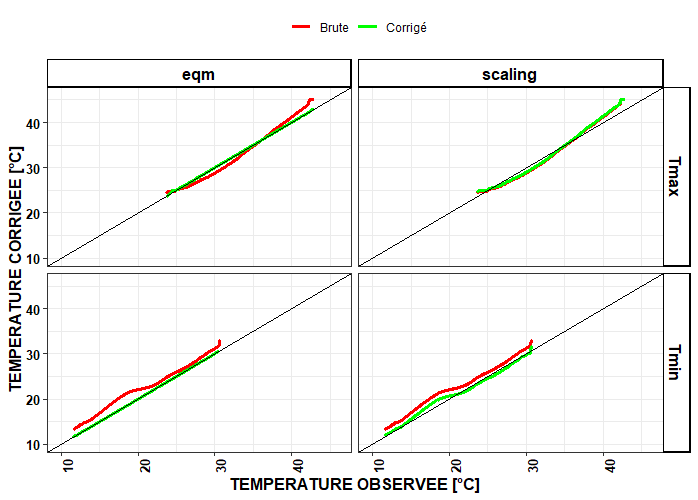 Brute Corrigé
eqm scaling
TEMPERATURE CORRIGEE [°C]
40
30
20
10
Tmax
40
30
20
10
Tmin
10 20 30 40 10 20 30 40
TEMPERATURE OBSERVEE [°C]